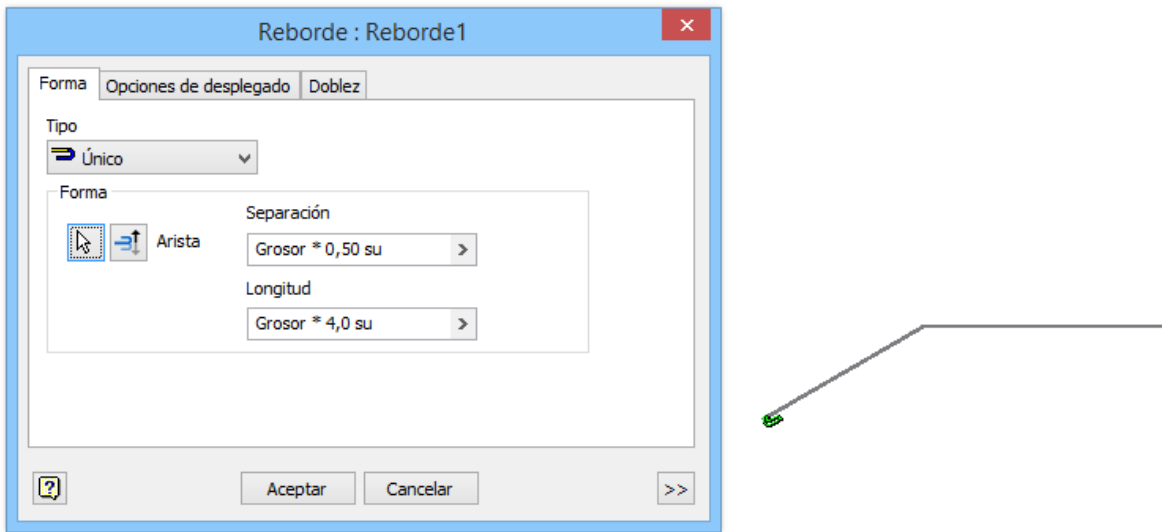 Reborde : Reborde1
Forma Opciones de desplegado Doblez
Tipo
Único
Forma
Separación
Arista
Grosor * 0,50 su
Longitud
Grosor * 4,0 su
Aceptar Cancelar >>